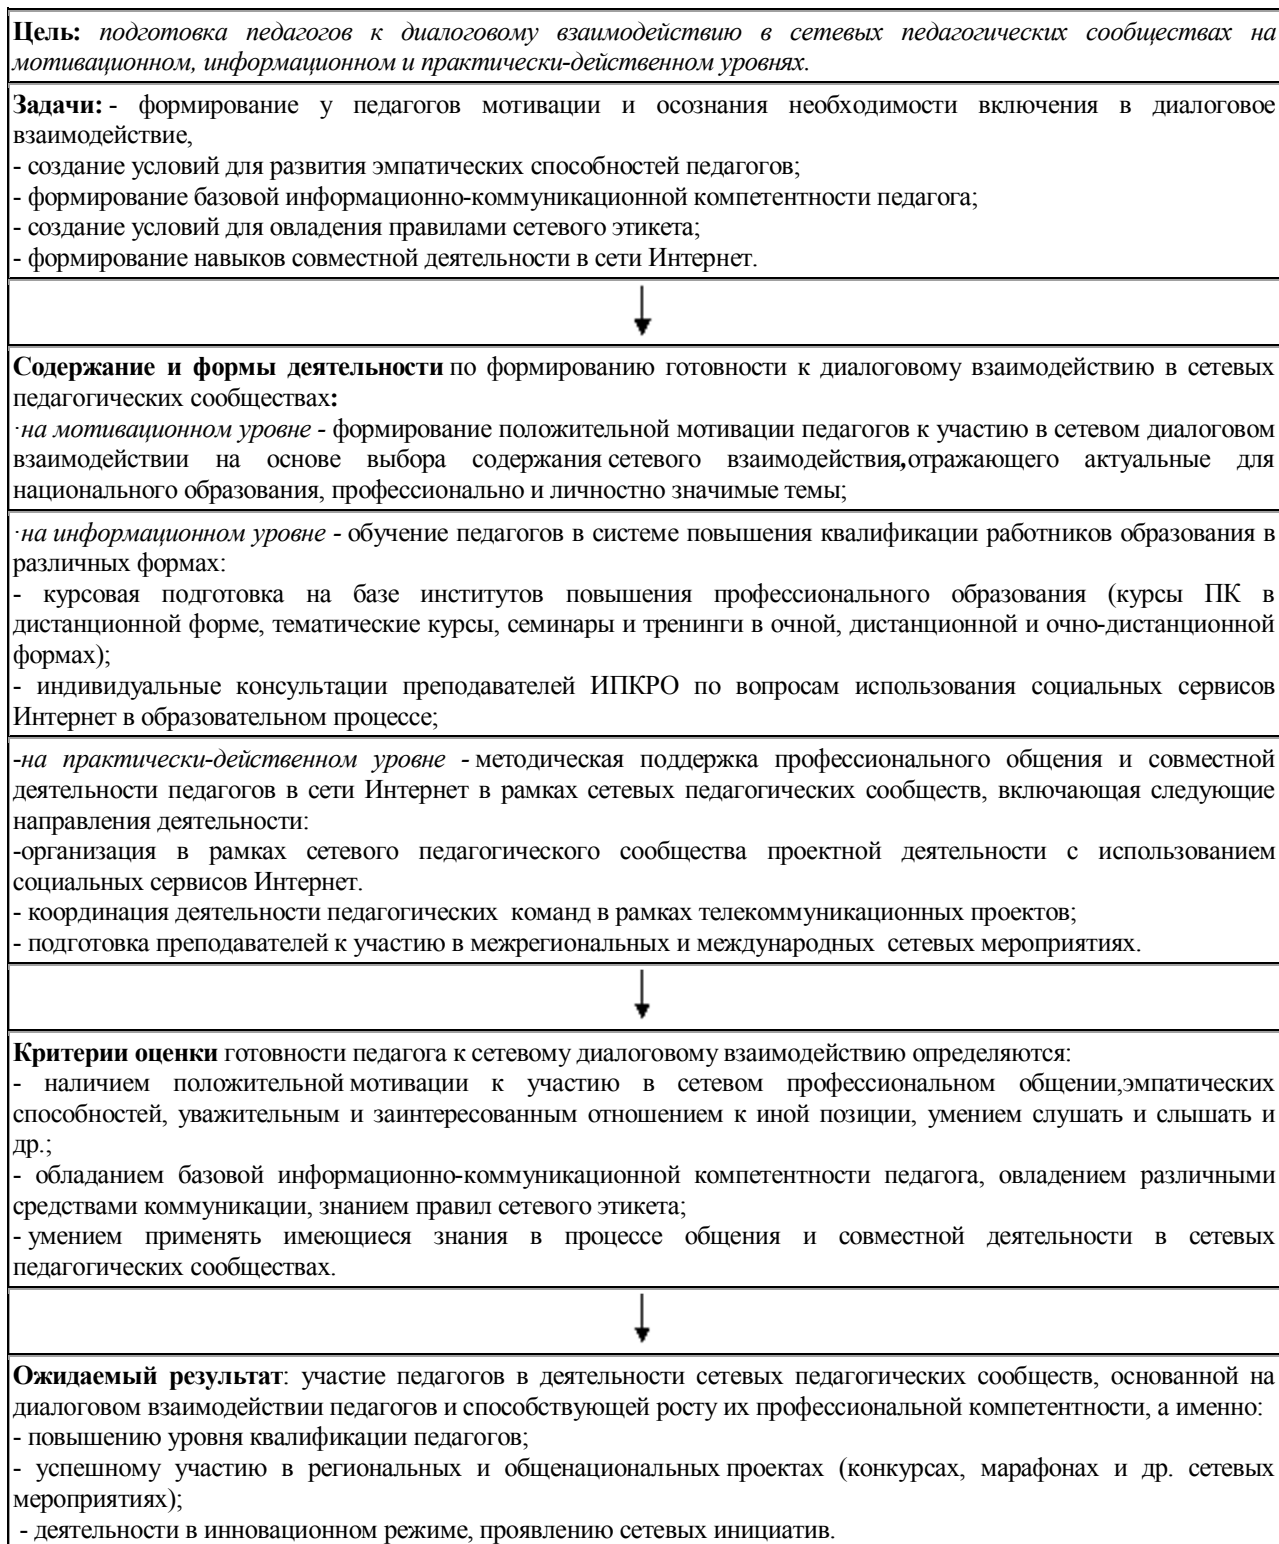 Цель: подготовка педагогов к диалоговому взаимодействию в сетевых педагогических сообществах на
мотивационном, информационном и практически-действенном уровнях.
Задачи: - формирование у педагогов мотивации и осознания необходимости включения в диалоговое
взаимодействие,
- создание условий для развития эмпатических способностей педагогов;
- формирование базовой информационно-коммуникационной компетентности педагога;
- создание условий для овладения правилами сетевого этикета;
- формирование навыков совместной деятельности в сети Интернет.
Содержание и формы деятельности по формированию готовности к диалоговому взаимодействию в сетевых
педагогических сообществах:
·на мотивационном уровне - формирование положительной мотивации педагогов к участию в сетевом диалоговом
взаимодействии на основе выбора содержания сетевого взаимодействия,отражающего актуальные для
национального образования, профессионально и личностно значимые темы;
·на информационном уровне - обучение педагогов в системе повышения квалификации работников образования в
различных формах:
- курсовая подготовка на базе институтов повышения профессионального образования (курсы ПК в
дистанционной форме, тематические курсы, семинары и тренинги в очной, дистанционной и очно-дистанционной
формах);
- индивидуальные консультации преподавателей ИПКРО по вопросам использования социальных сервисов
Интернет в образовательном процессе;
-на практически-действенном уровне - методическая поддержка профессионального общения и совместной
деятельности педагогов в сети Интернет в рамках сетевых педагогических сообществ, включающая следующие
направления деятельности:
-организация в рамках сетевого педагогического сообщества проектной деятельности с использованием
социальных сервисов Интернет.
- координация деятельности педагогических команд в рамках телекоммуникационных проектов;
- подготовка преподавателей к участию в межрегиональных и международных сетевых мероприятиях.
Критерии оценки готовности педагога к сетевому диалоговому взаимодействию определяются:
- наличием положительной мотивации к участию в сетевом профессиональном общении,эмпатических
способностей, уважительным и заинтересованным отношением к иной позиции, умением слушать и слышать и
др.;
- обладанием базовой информационно-коммуникационной компетентности педагога, овладением различными
средствами коммуникации, знанием правил сетевого этикета;
- умением применять имеющиеся знания в процессе общения и совместной деятельности в сетевых
педагогических сообществах.
Ожидаемый результат: участие педагогов в деятельности сетевых педагогических сообществ, основанной на
диалоговом взаимодействии педагогов и способствующей росту их профессиональной компетентности, а именно:
- повышению уровня квалификации педагогов;
- успешному участию в региональных и общенациональных проектах (конкурсах, марафонах и др. сетевых
мероприятиях);
- деятельности в инновационном режиме, проявлению сетевых инициатив.